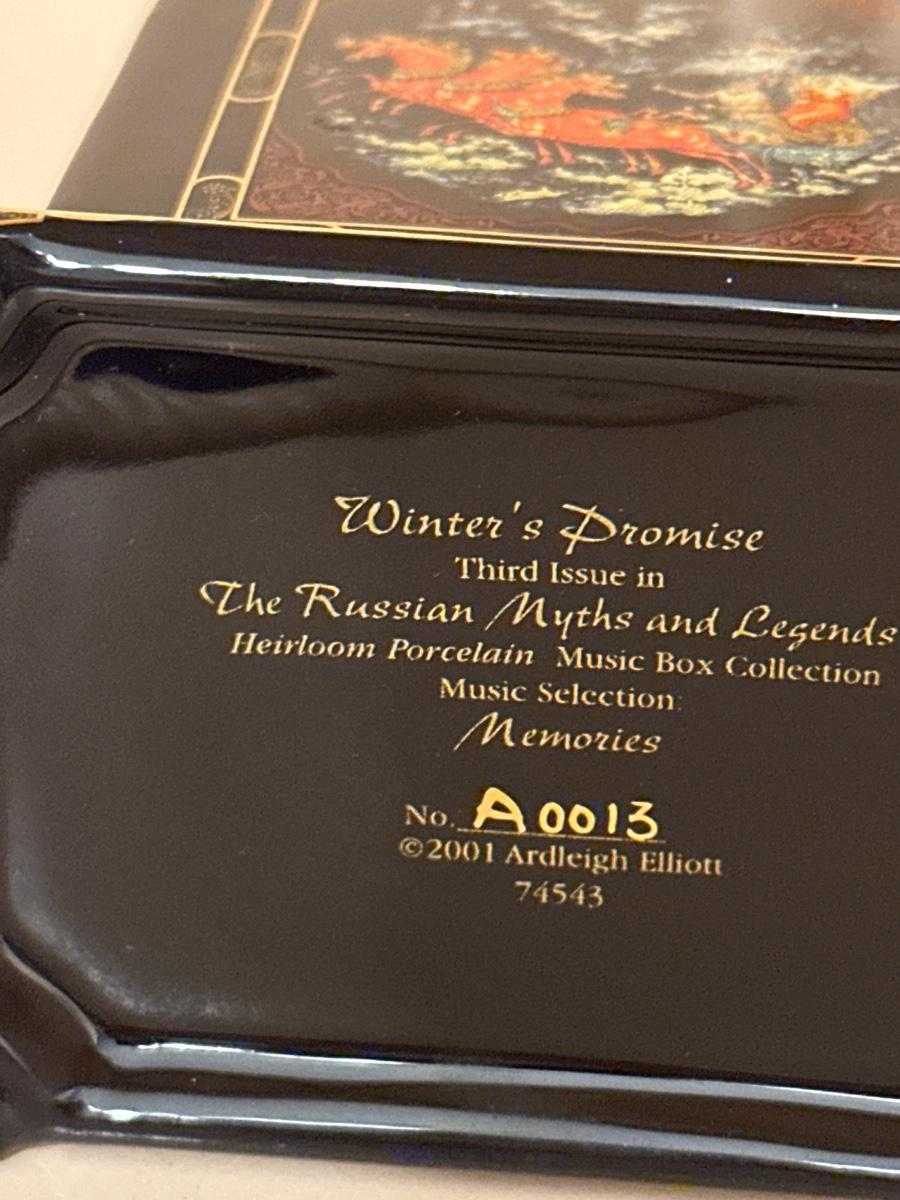 Winter's Promise
Third Issue in
The Russian Myths and Legends
Heirloom Porcelain Music Box Collection
Music Selection:
Memories
No. A0013
©2001 Ardleigh Elliott
74543